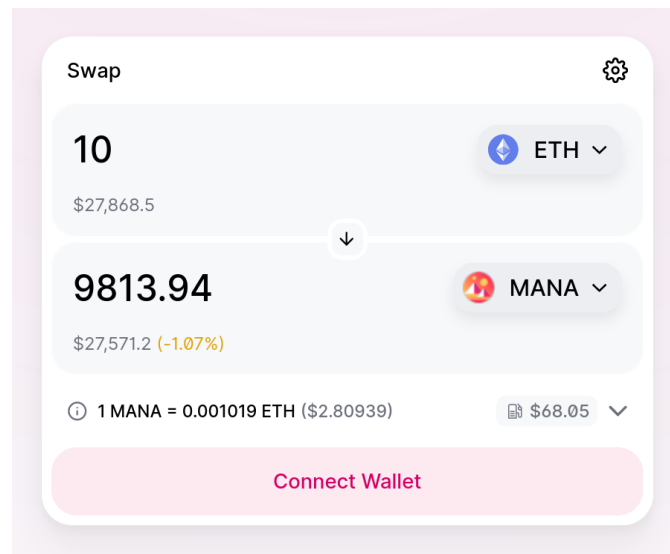 Swap
10
ETH
$27,868.5
9813.94
MANA
$27,571.2 (-1.07%)
1 MANA = 0.001019 ETH ($2.80939) $68.05
Connect Wallet